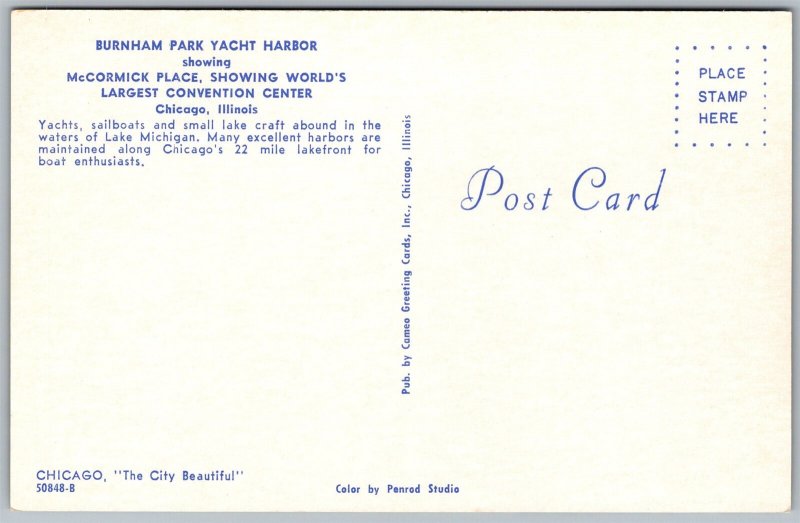 BURNHAM PARK YACHT HARBOR
showing
McCORMICK PLACE, SHOWING WORLD'S
LARGEST CONVENTION CENTER
Chicago, Illinois
Yachts, sailboats and small lake craft abound in the
waters of Lake Michigan. Many excellent harbors are
maintained along Chicago's 22 mile lakefront for
boat enthusiasts.
CHICAGO, "The City Beautiful"
50848-B
Pub. by Cameo Greeting Cards, Inc., Chicago, Illinois
Color by Penrod Studio
Post Card
PLACE
STAMP
HERE